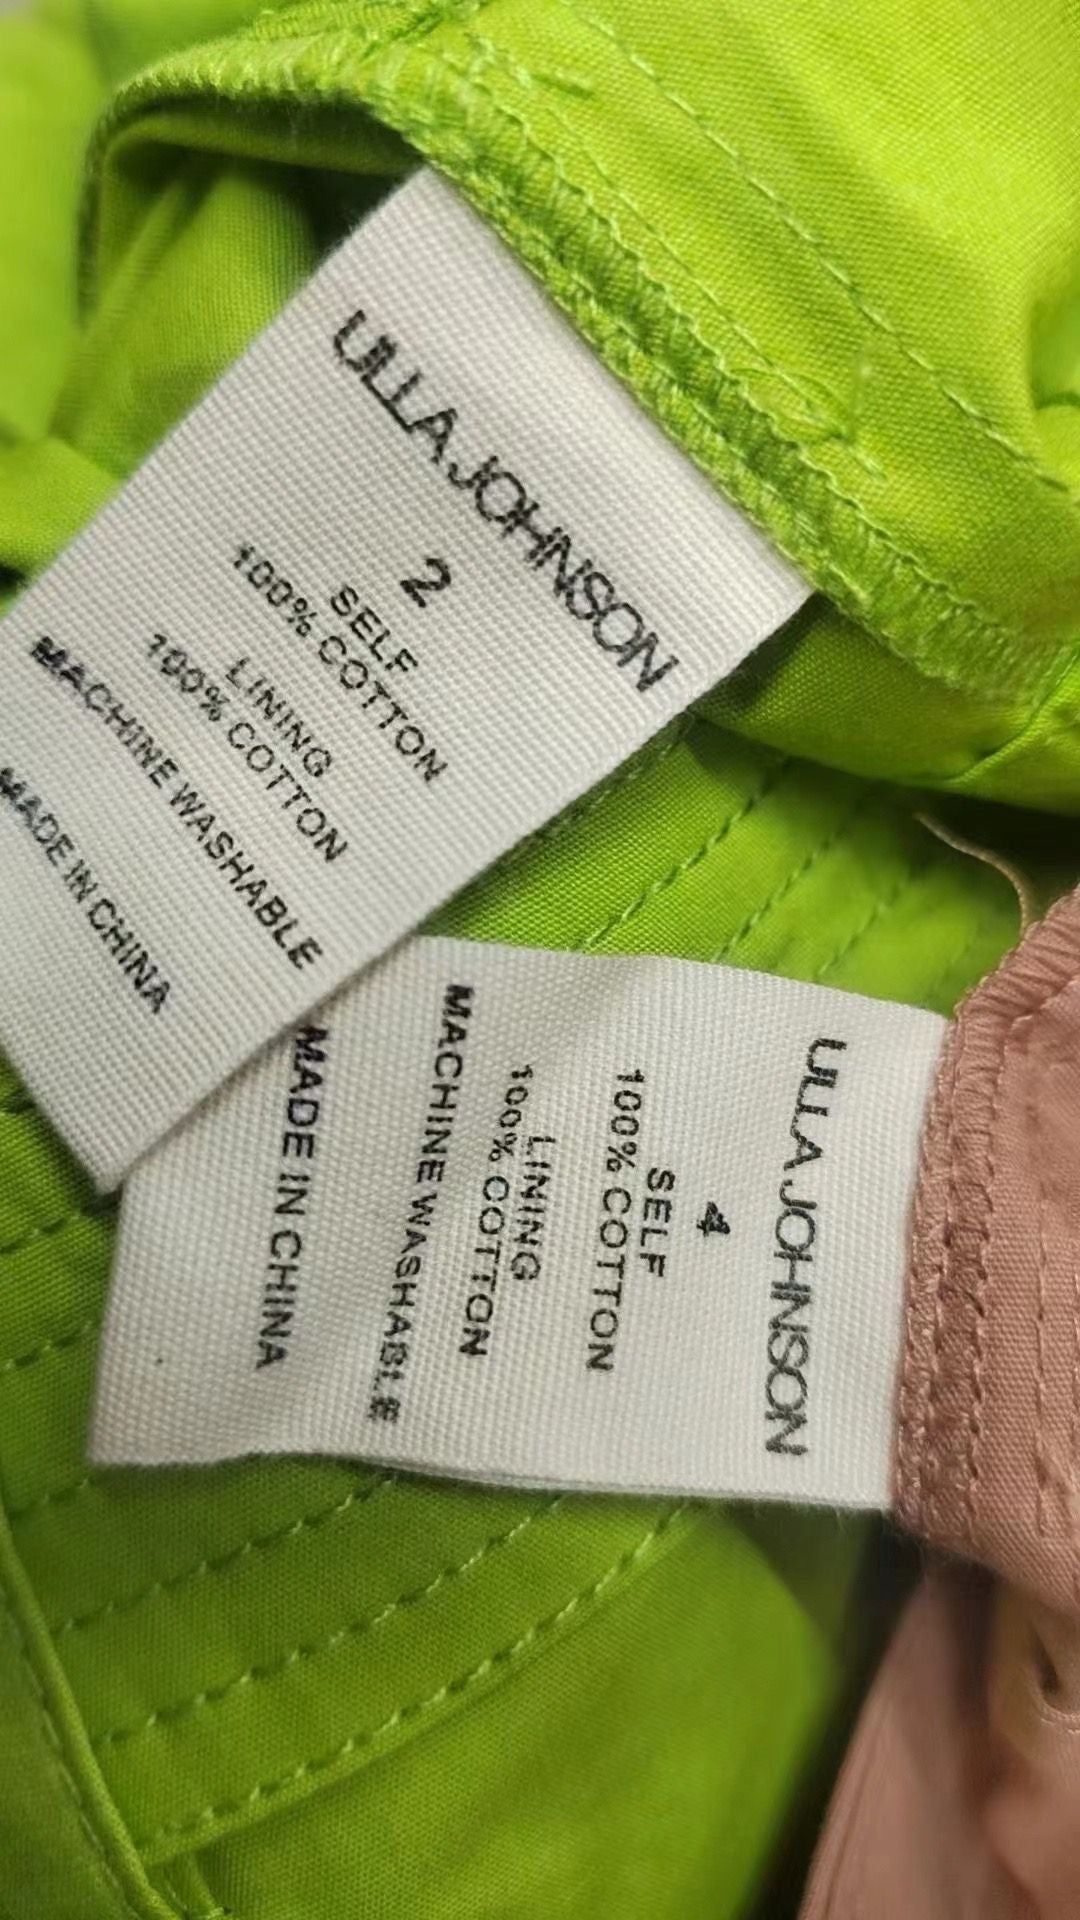 ULLA JOHNSON
2
SELF
100% COTTON
LINING
100% COTTON
MACHINE WASHABLE
MADE IN CHINA
ULLA JOHNSON
4
SELF
100% COTTON
LINING
100% COTTON
MACHINE WASHABLE
MADE IN CHINA